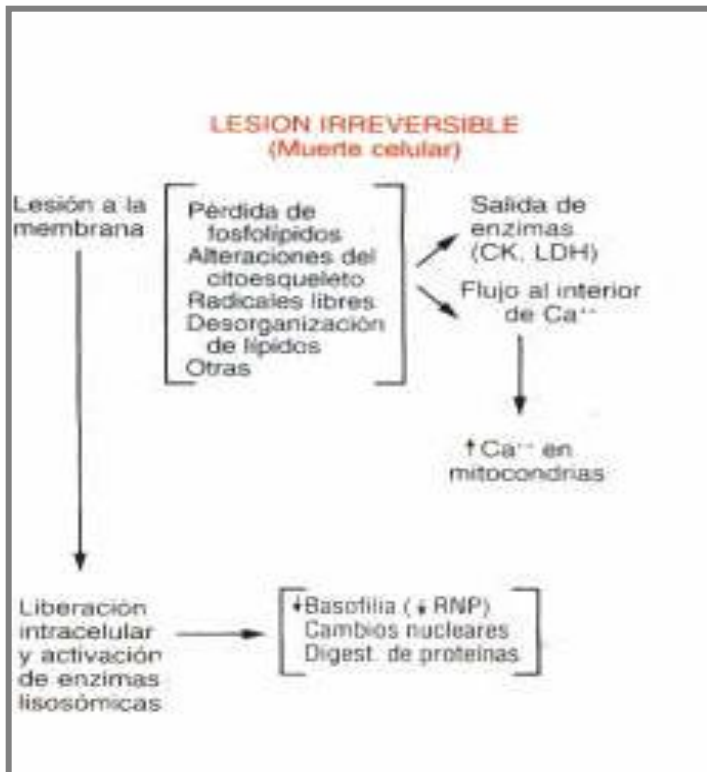 LESION IRREVERSIBLE
(Muerte celular)
Lesión a la
membrana
Pérdida de
fosfolípidos
Alteraciones del
citoesqueleto
Radicales libres
Desorganización
de lípidos
Otras
Salida de
enzimas
(CK, LDH)
Flujo al interior
de Ca++
↑Ca++ en
mitocondrias
Liberación
intracelular
y activación
de enzimas
lisosómicas
↓Basofilia (↓RNP)
Cambios nucleares
Digest. de proteínas